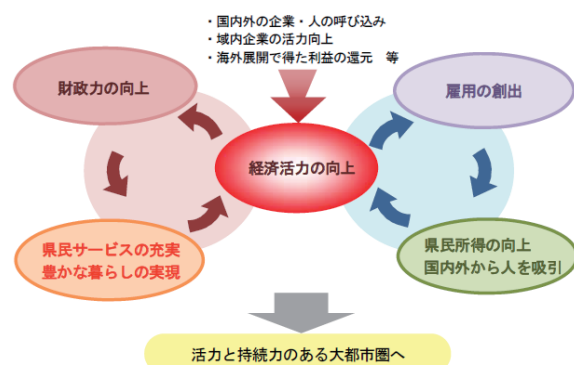 ・国内外の企業・人の呼び込み
・域内企業の活力向上
・海外展開で得た利益の還元　等
財政力の向上
雇用の創出
経済活力の向上
県民サービスの充実
豊かな暮らしの実現
県民所得の向上
国内外から人を吸引
活力と持続力のある大都市圏へ